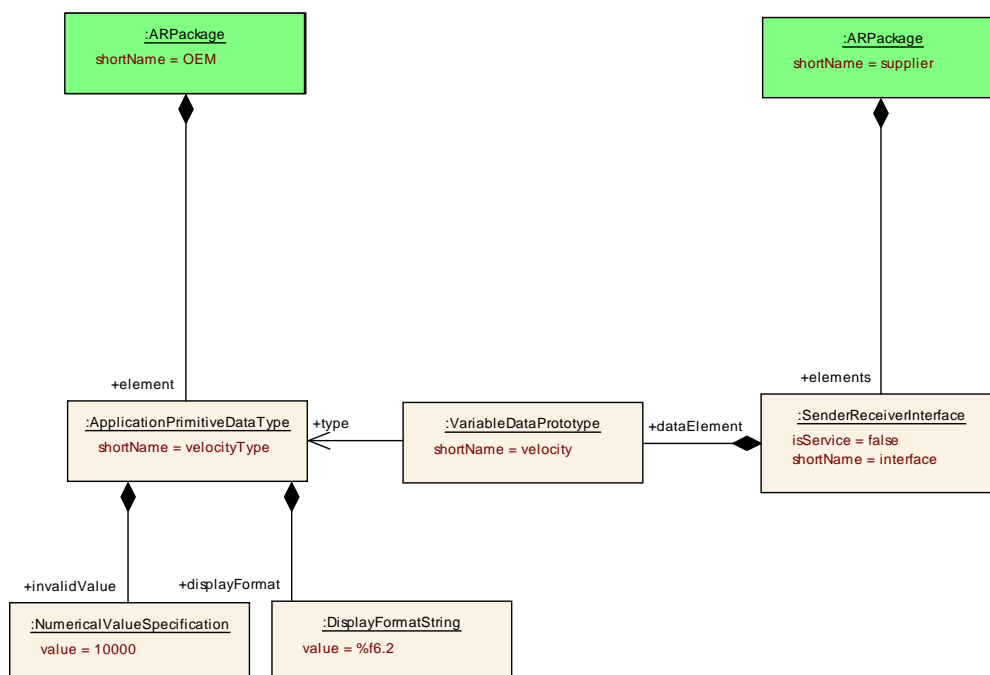 :ARPackage
shortName = OEM
:ARPackage
shortName = supplier
+element
+elements
:ApplicationPrimitiveDataType
shortName = velocityType
+type
:VariableDataPrototype
shortName = velocity
+dataElement
:SenderReceiverInterface
isService = false
shortName = interface
+invalidValue
+displayFormat
:NumericalValueSpecification
value = 10000
:DisplayFormatString
value = %f6.2